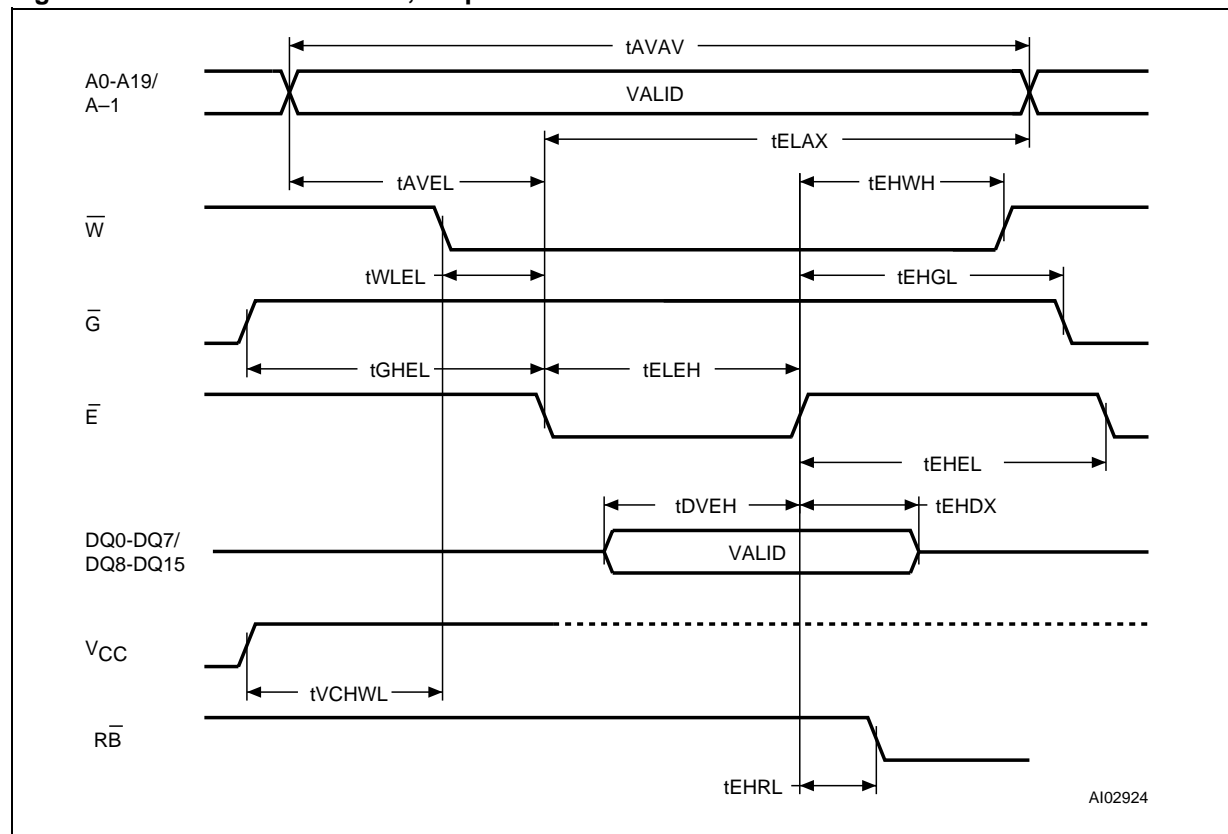 tAVAV
A0-A19/
A–1
VALID
tELAX
tAVEL
tEHWH
W̅
tWLEL
tEHGL
G̅
tGHEL
tELEH
E̅
tEHEL
tDVEH
tEHDX
DQ0-DQ7/
DQ8-DQ15
VALID
VCC
tVCHWL
RB̅
tEHRL
AI02924